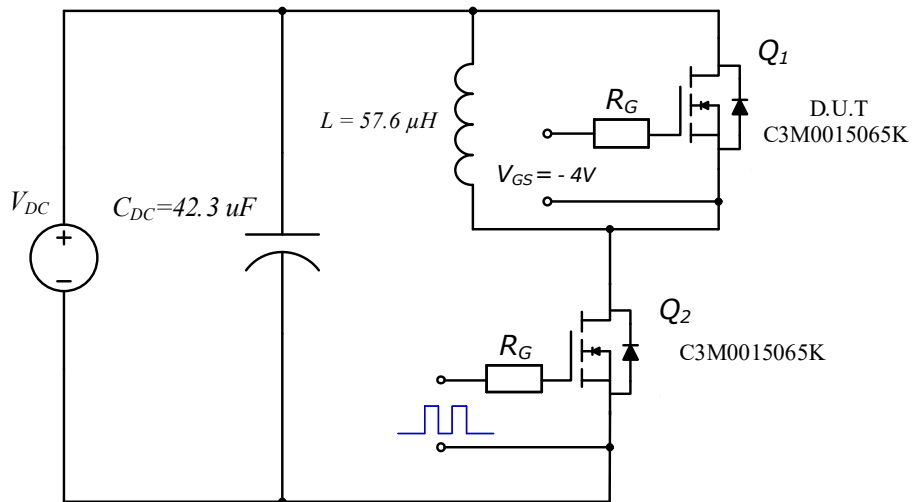 Q1
RG
D.U.T
C3M0015065K
L = 57.6 µH
VGS = - 4V
VDC
CDC=42.3 uF
Q2
RG
C3M0015065K